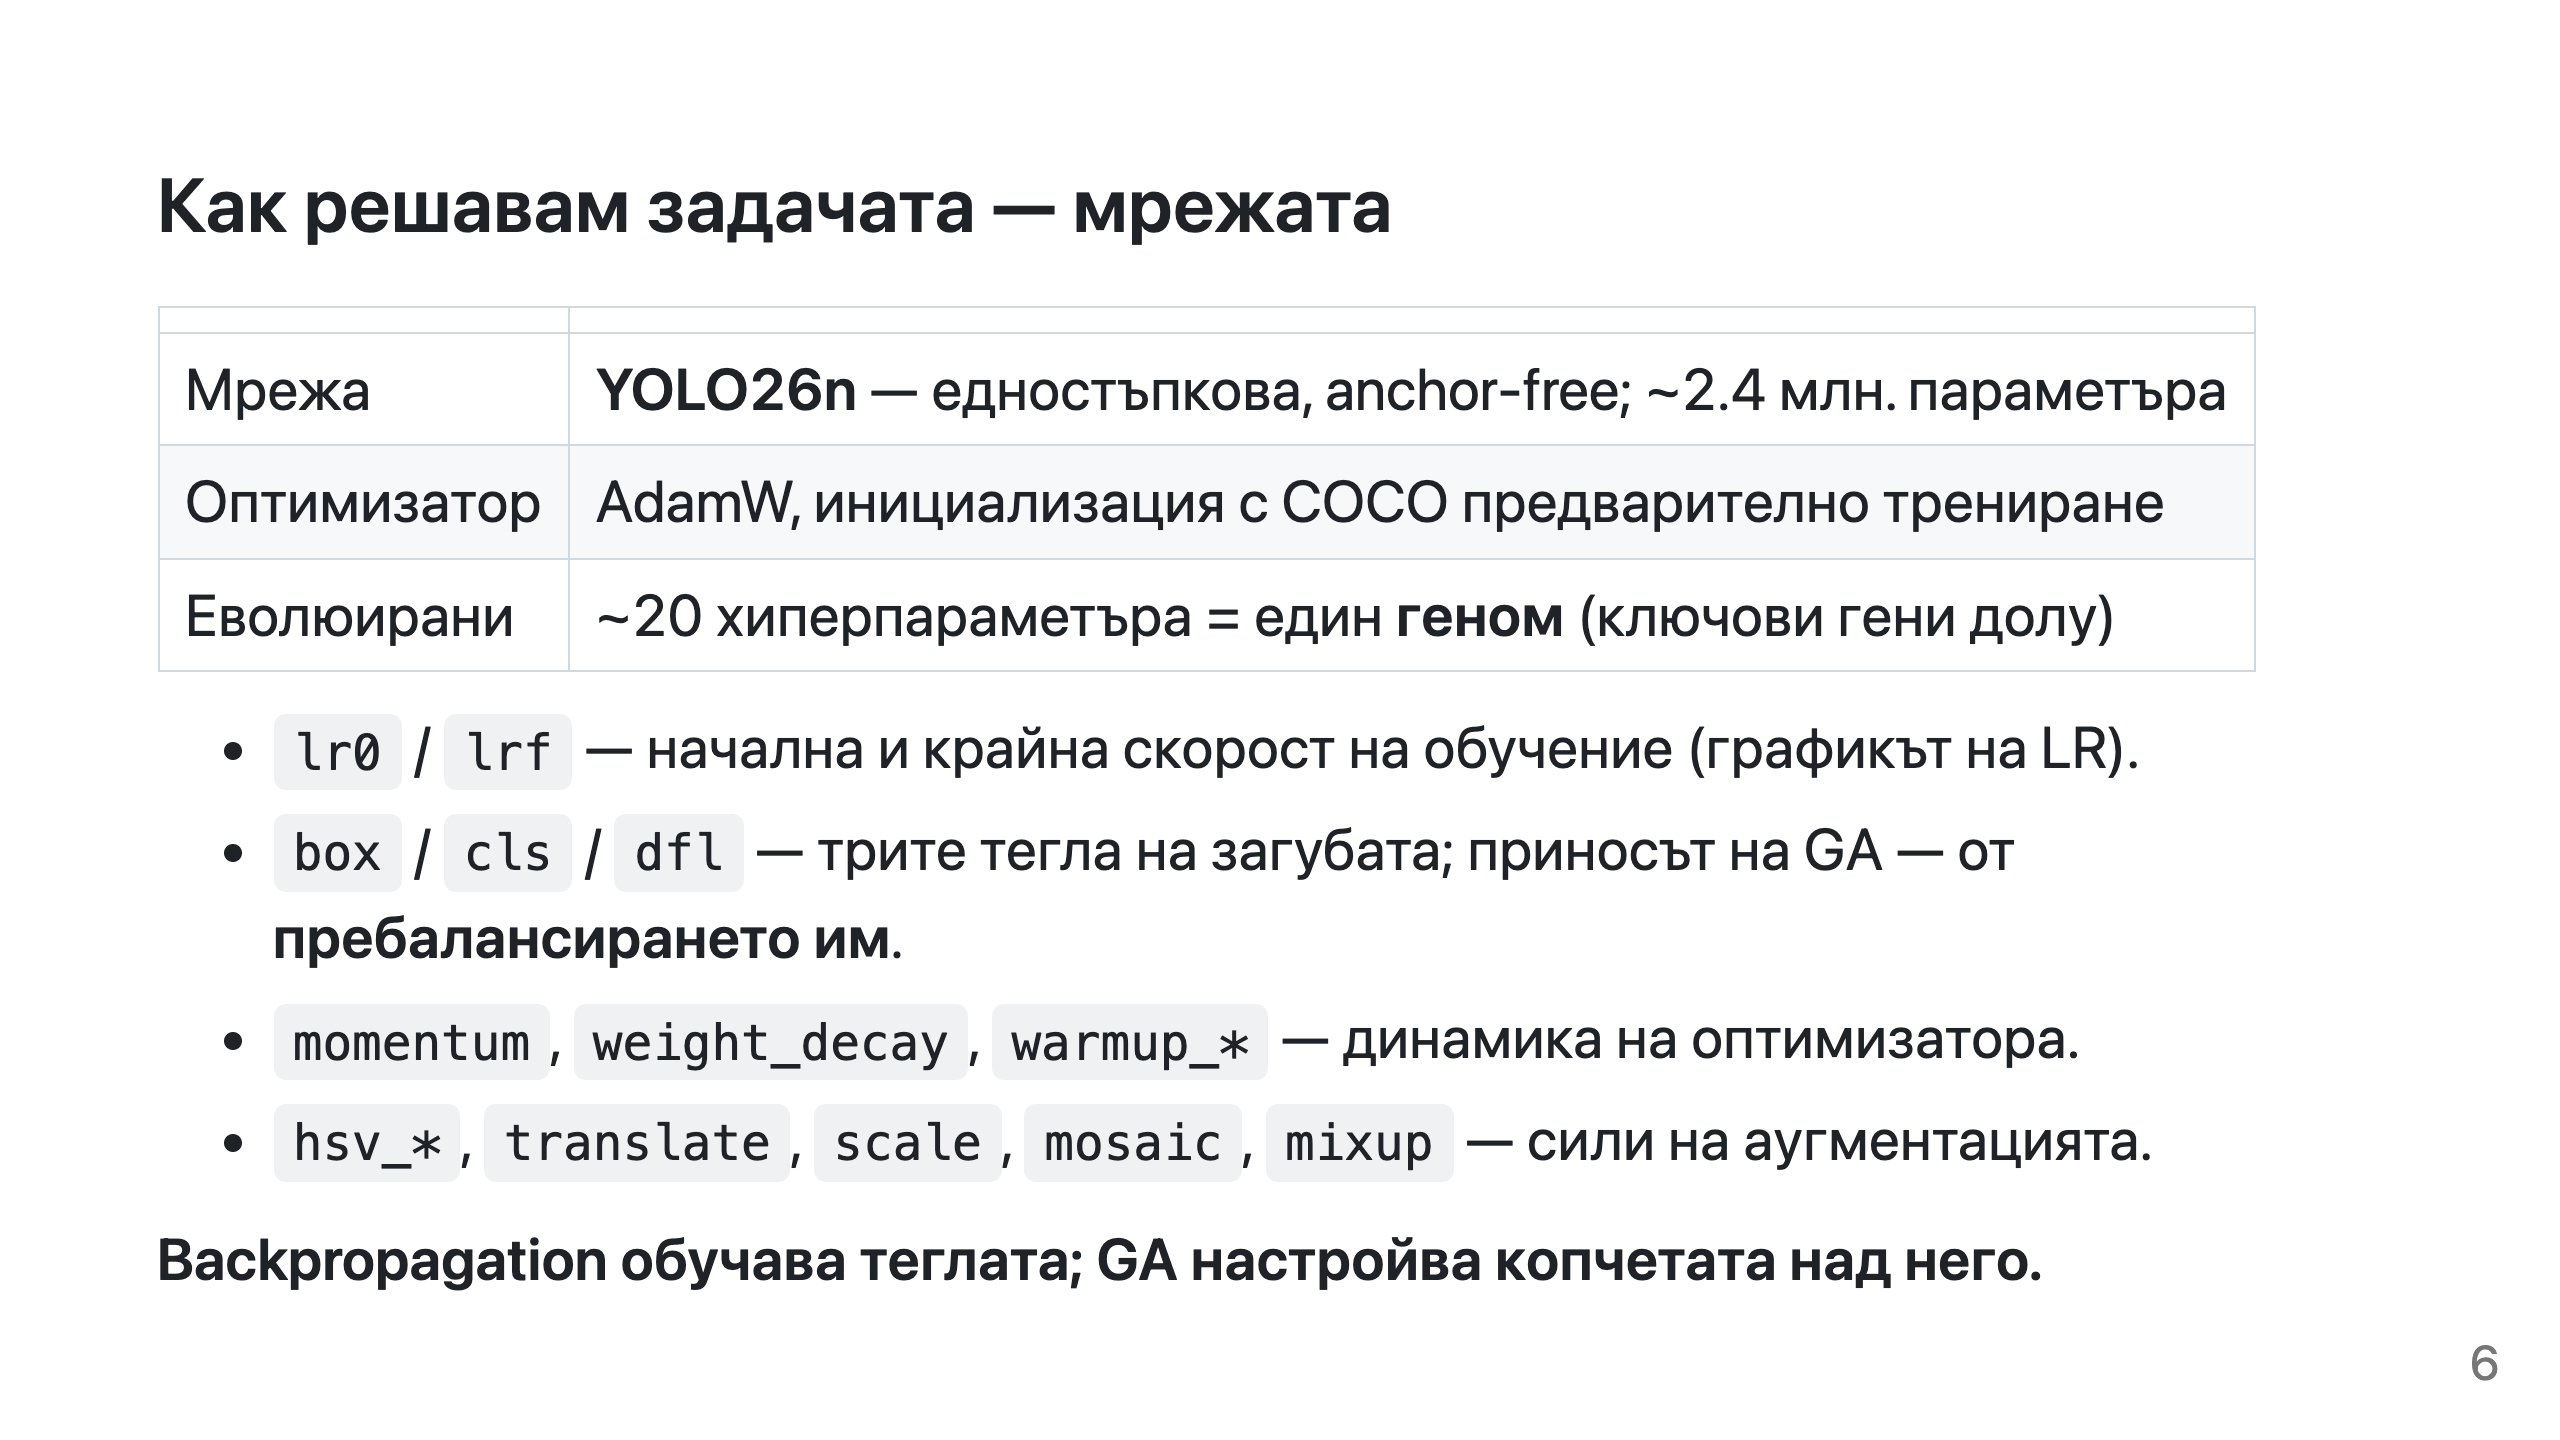 Как решавам задачата — мрежата
Мрежа YOLO26n — едностъпкова, anchor-free; ~2.4 млн. параметъра
Оптимизатор AdamW, инициализация с COCO предварително трениране
Еволюирани ~20 хиперпараметъра = един геном (ключови гени долу)
• lr0 / lrf — начална и крайна скорост на обучение (графикът на LR).
• box / cls / dfl — трите тегла на загубата; приносът на GA — от
пребалансирането им.
• momentum, weight_decay, warmup_* — динамика на оптимизатора.
• hsv_*, translate, scale, mosaic, mixup — сили на аугментацията.
Backpropagation обучава теглата; GA настройва копчетата над него.
6